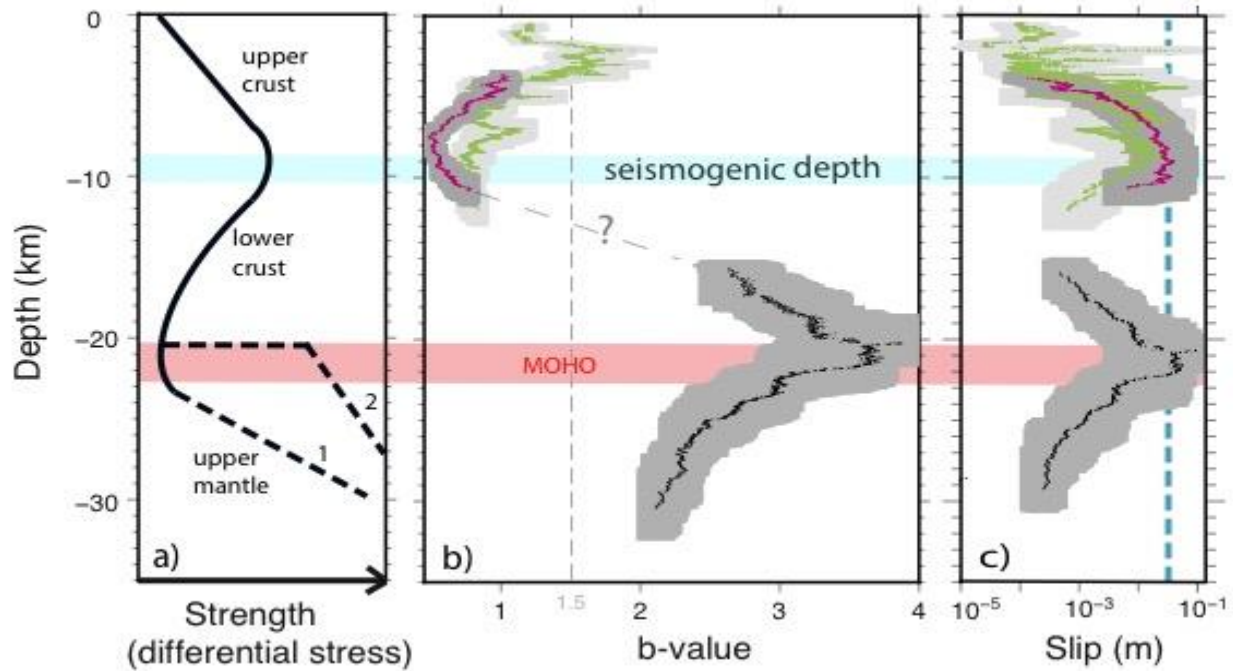 0
−10
−20
−30
Depth (km)
upper
crust
lower
crust
upper
mantle
1
2
a)
Strength
(differential stress)
seismogenic depth
?
MOHO
b)
1
1.5
2
3
4
b-value
c)
10−5
10−3
10−1
Slip (m)